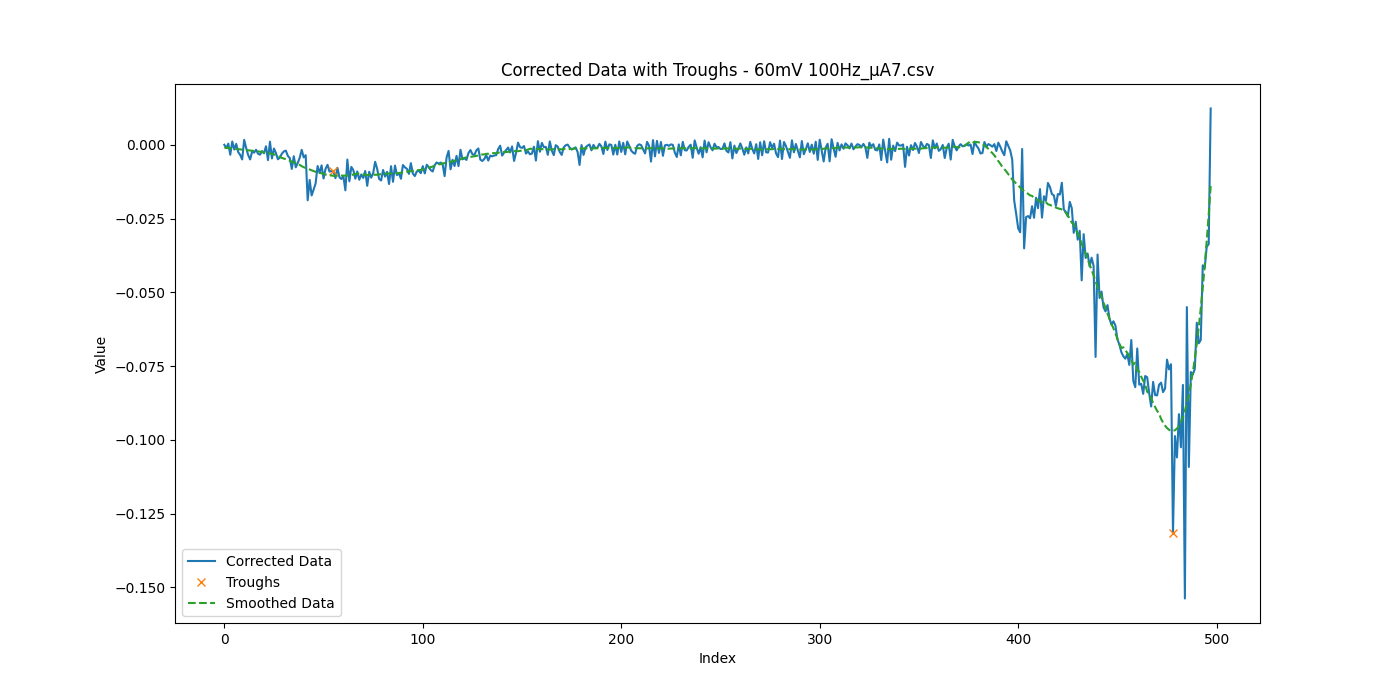 Corrected Data with Troughs - 60mV 100Hz_μA7.csv
Value
0.000
−0.025
−0.050
−0.075
−0.100
−0.125
−0.150
Corrected Data
Troughs
Smoothed Data
0 100 200 300 400 500
Index